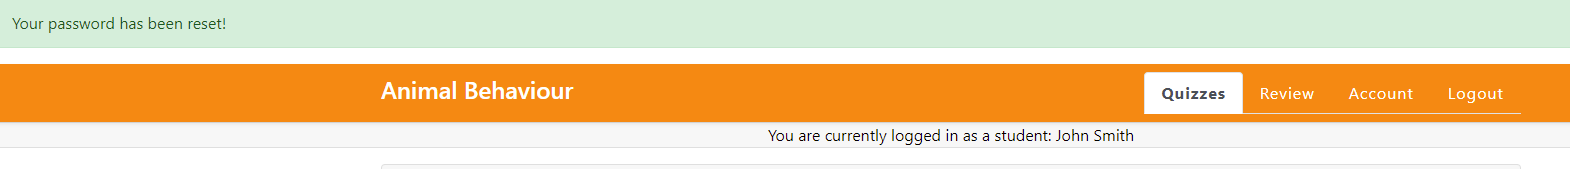 Your password has been reset!
Animal Behaviour
Quizzes Review Account Logout
You are currently logged in as a student: John Smith